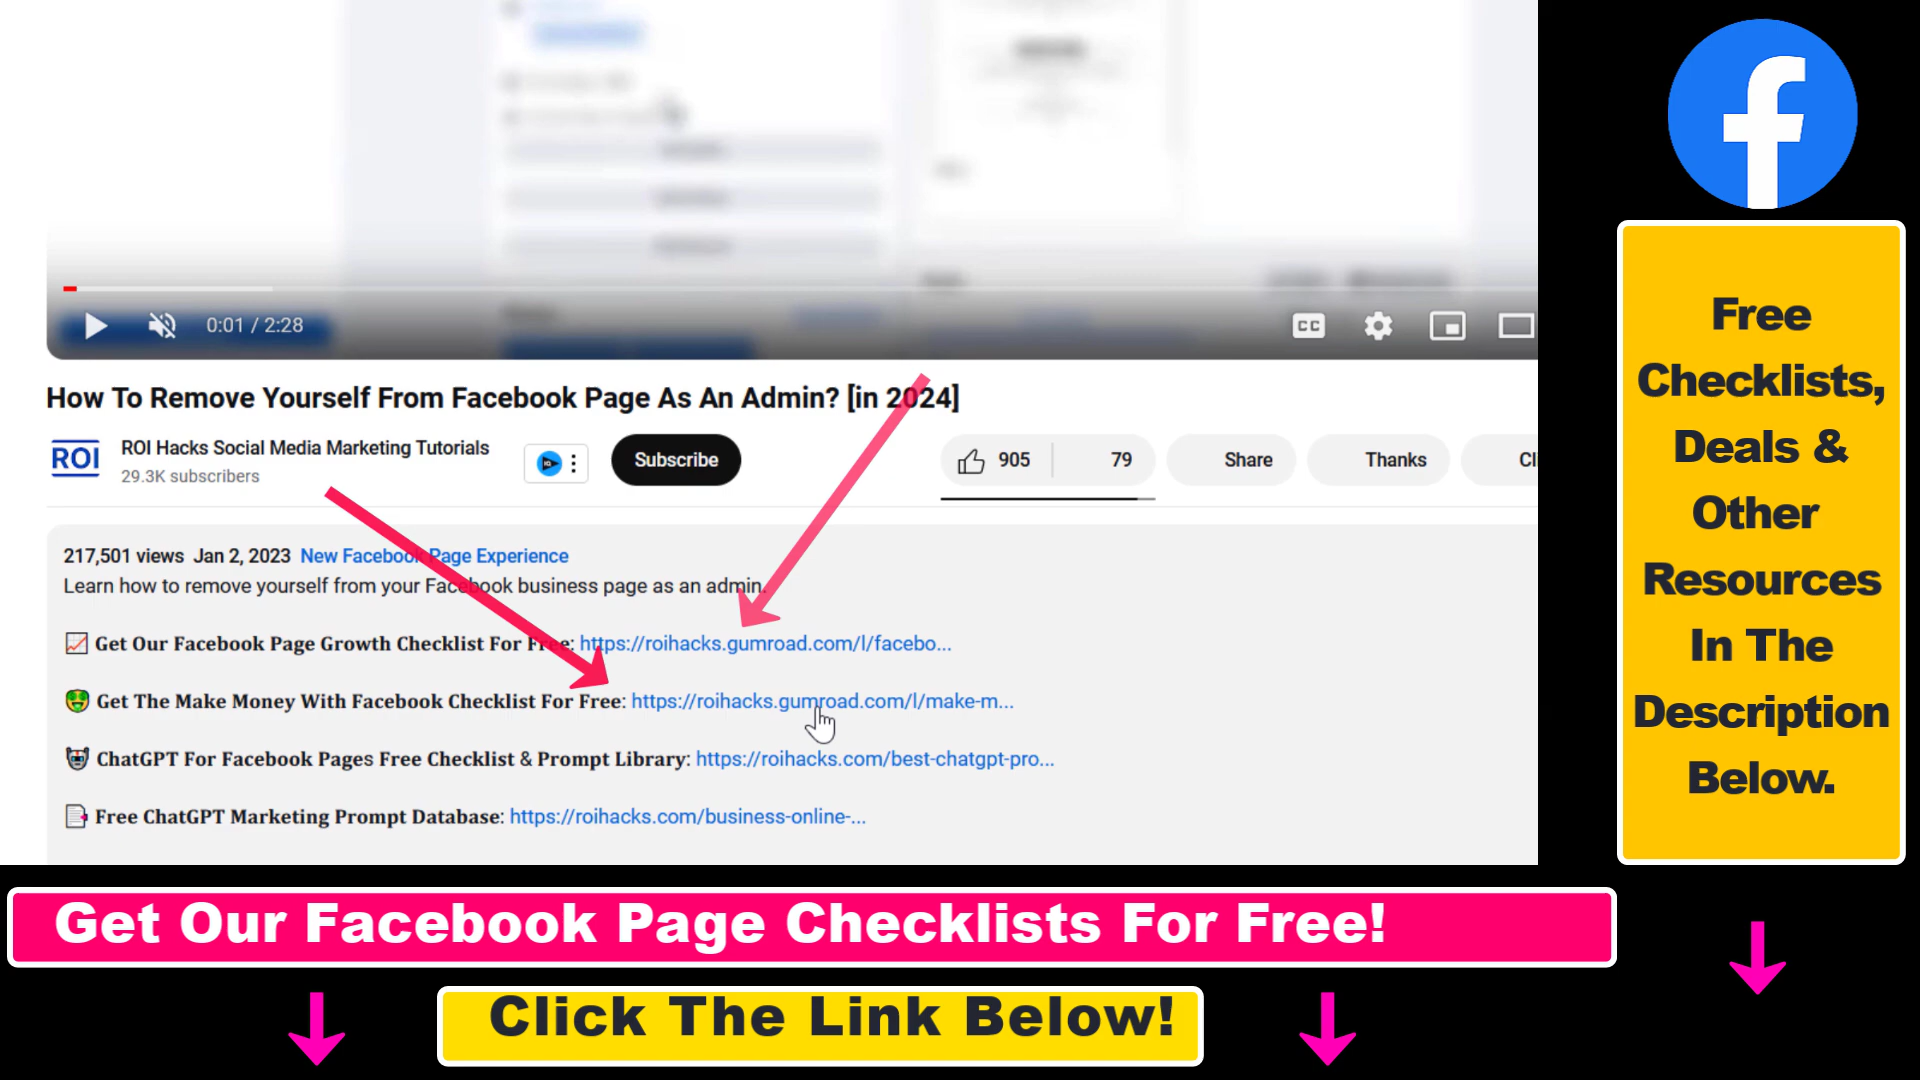 0:01 / 2:28
CC
How To Remove Yourself From Facebook Page As An Admin? [in 2024]
ROI
ROI Hacks Social Media Marketing Tutorials
29.3K subscribers
Subscribe
905
79
Share
Thanks
Cl
217,501 views Jan 2, 2023 New Facebook Page Experience
Learn how to remove yourself from your Facebook business page as an admin.
Get Our Facebook Page Growth Checklist For Free: https://roihacks.gumroad.com/l/facebo...
Get The Make Money With Facebook Checklist For Free: https://roihacks.gumroad.com/l/make-m...
ChatGPT For Facebook Pages Free Checklist & Prompt Library: https://roihacks.com/best-chatgpt-pro...
Free ChatGPT Marketing Prompt Database: https://roihacks.com/business-online-...
Free
Checklists,
Deals &
Other
Resources
In The
Description
Below.
Get Our Facebook Page Checklists For Free!
Click The Link Below!